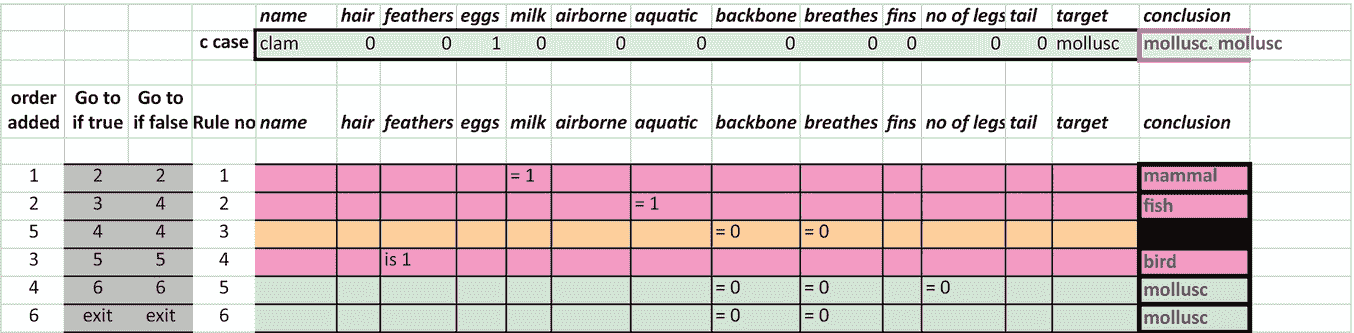 name hair feathers eggs milk airborne aquatic backbone breathes fins no of legs tail target conclusion
c case clam 0 0 1 0 0 0 0 0 0 0 0 mollusc mollusc. mollusc
order added Go to if true Go to if false Rule no name hair feathers eggs milk airborne aquatic backbone breathes fins no of legs tail target conclusion
1 2 2 1 = 1 mammal
2 3 4 2 = 1 fish
5 4 4 3 = 0 = 0
3 5 5 4 is 1 bird
4 6 6 5 = 0 = 0 = 0 mollusc
6 exit exit 6 = 0 = 0 mollusc